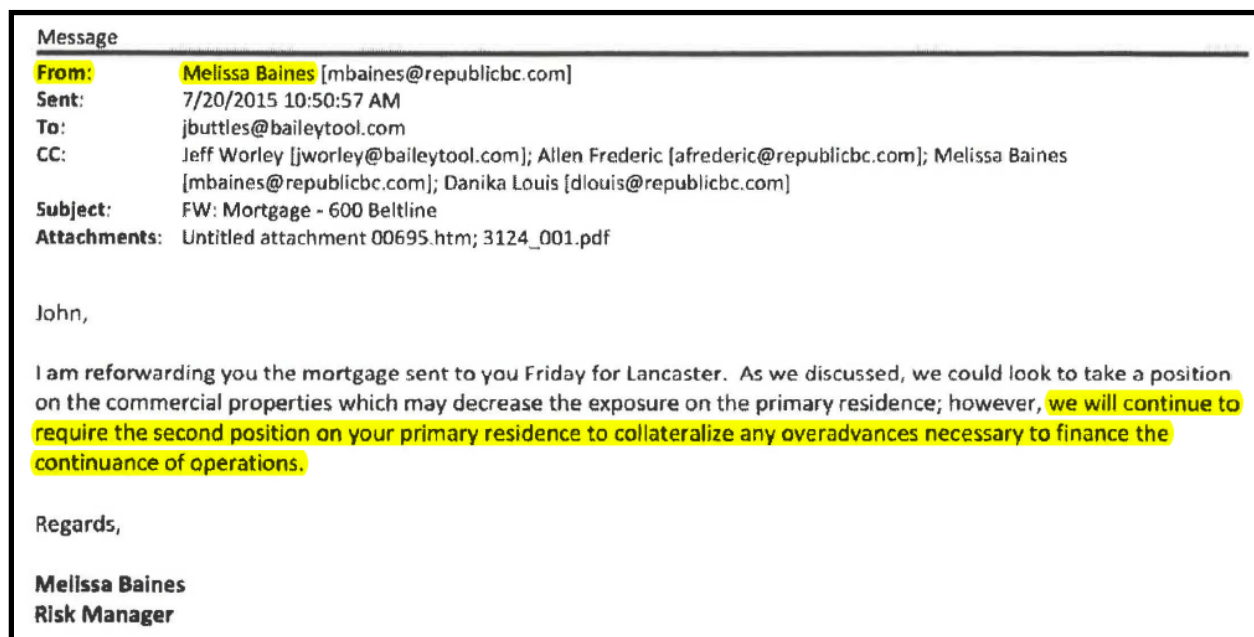 Message
From: Melissa Baines [mbaines@republicbc.com]
Sent: 7/20/2015 10:50:57 AM
To: jbuttles@baileytool.com
CC: Jeff Worley [jworley@baileytool.com]; Allen Frederic [afrederic@republicbc.com]; Melissa Baines
[mbaines@republicbc.com]; Danika Louis [dlouis@republicbc.com]
Subject: FW: Mortgage - 600 Beltline
Attachments: Untitled attachment 00695.htm; 3124_001.pdf
John,
I am reforwarding you the mortgage sent to you Friday for Lancaster. As we discussed, we could look to take a position
on the commercial properties which may decrease the exposure on the primary residence; however, we will continue to
require the second position on your primary residence to collateralize any overadvances necessary to finance the
continuance of operations.
Regards,
Melissa Baines
Risk Manager